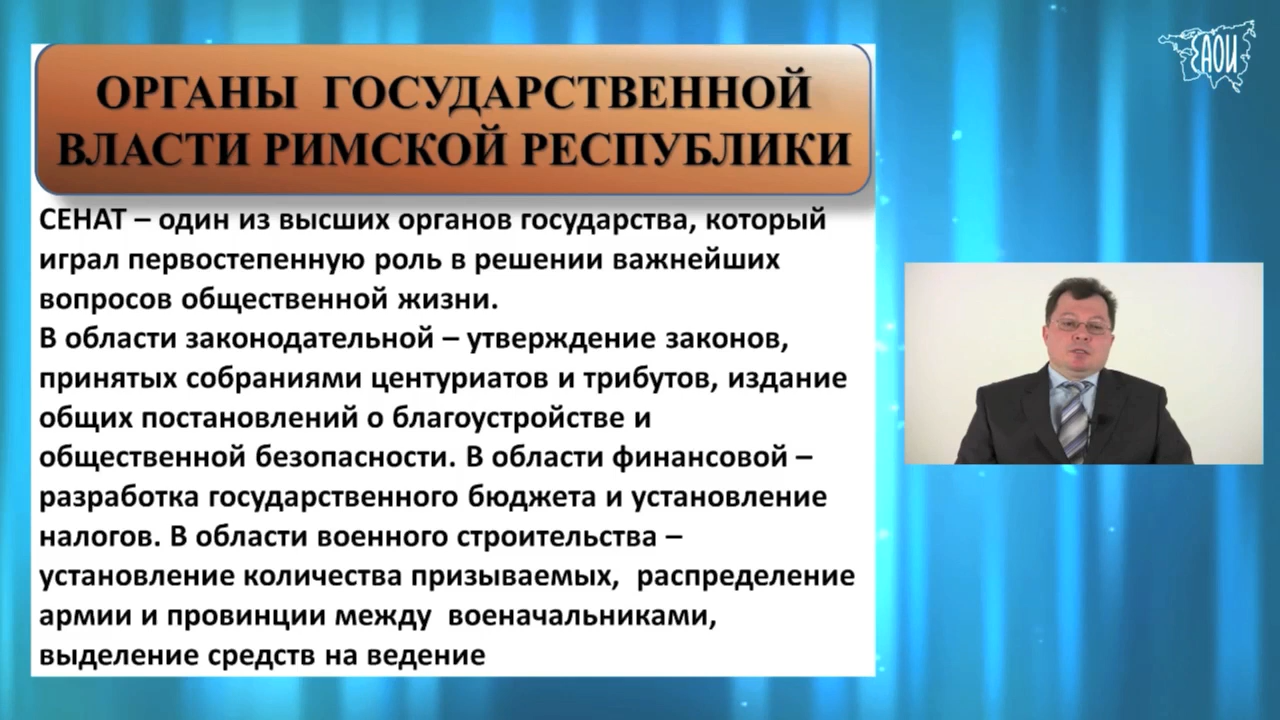 ОРГАНЫ ГОСУДАРСТВЕННОЙ
ВЛАСТИ РИМСКОЙ РЕСПУБЛИКИ
СЕНАТ – один из высших органов государства, который
играл первостепенную роль в решении важнейших
вопросов общественной жизни.
В области законодательной – утверждение законов,
принятых собраниями центуриатов и трибутов, издание
общих постановлений о благоустройстве и
общественной безопасности. В области финансовой –
разработка государственного бюджета и установление
налогов. В области военного строительства –
установление количества призываемых, распределение
армии и провинции между военачальниками,
выделение средств на ведение
ЕАОИ